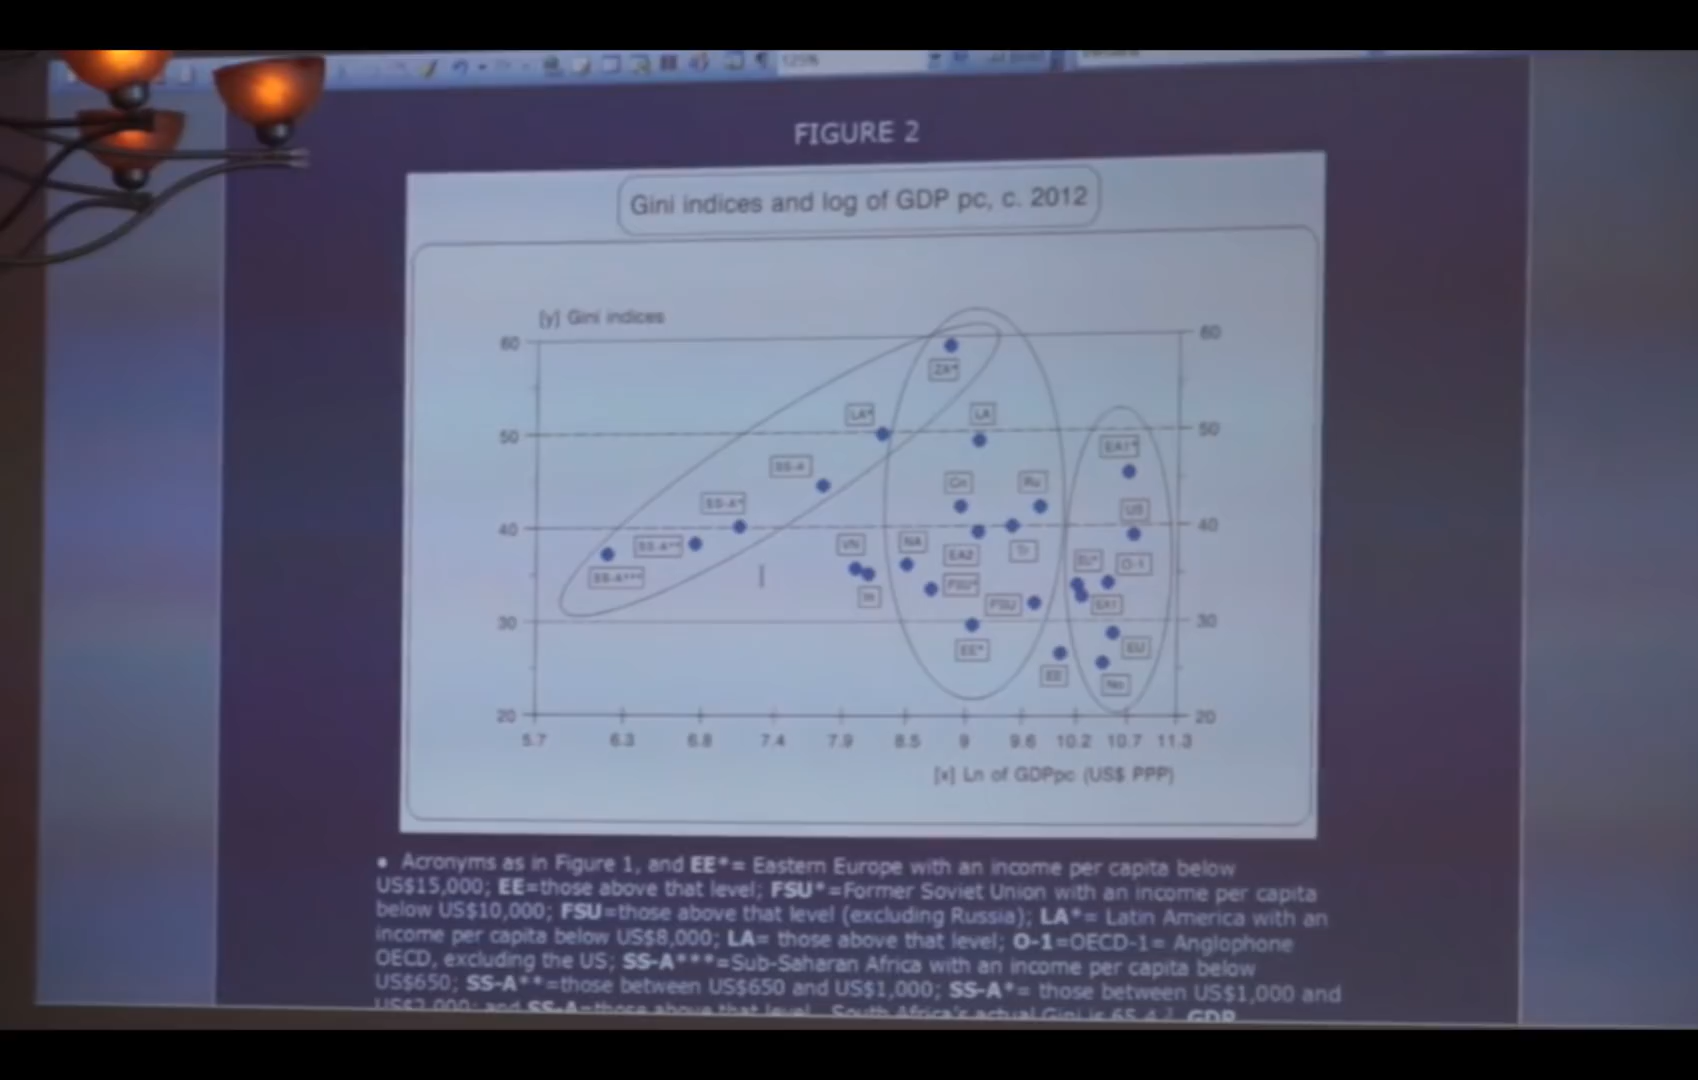 125%
FIGURE 2
Gini indices and log of GDP pc, c. 2012
[y] Gini indices
60 60
ZA*
LA* LA
50 50
EA1*
SS-A
Cn Ru
SS-A*
US
40 40
SS-A** VN NA EA2 Tr
O-1
SS-A***
FSU*
In FSU EA1
30 30
EE* EU
EE No
20 20
5.7 6.3 6.8 7.4 7.9 8.5 9 9.6 10.2 10.7 11.3
[x] Ln of GDPpc (US$ PPP)
• Acronyms as in Figure 1, and EE*= Eastern Europe with an income per capita below
US$15,000; EE=those above that level; FSU*=Former Soviet Union with an income per capita
below US$10,000; FSU=those above that level (excluding Russia); LA*= Latin America with an
income per capita below US$8,000; LA= those above that level; O-1=OECD-1= Anglophone
OECD, excluding the US; SS-A***=Sub-Saharan Africa with an income per capita below
US$650; SS-A**=those between US$650 and US$1,000; SS-A*= those between US$1,000 and
US$2,000; and SS-A=those above that level. South Africa's actual Gini is 65.4. GDP